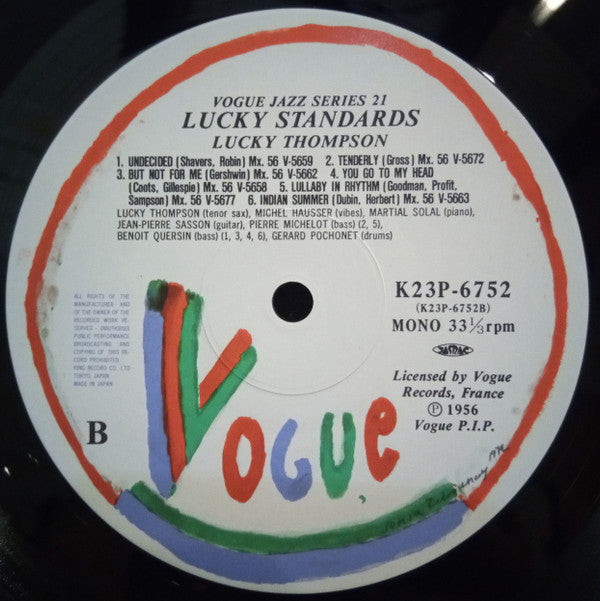 VOGUE JAZZ SERIES 21
LUCKY STANDARDS
LUCKY THOMPSON
1. UNDECIDED (Shavers, Robin) Mx. 56 V-5659 2. TENDERLY (Gross) Mx. 56 V-5672
3. BUT NOT FOR ME (Gershwin) Mx. 56 V-5662 4. YOU GO TO MY HEAD
(Coots, Gillespie) Mx. 56 V-5658 5. LULLABY IN RHYTHM (Goodman, Profit,
Sampson) Mx. 56 V-5677 6. INDIAN SUMMER (Dubin, Herbert) Mx. 56 V-5663
LUCKY THOMPSON (tenor sax), MICHEL HAUSSER (vibes), MARTIAL SOLAL (piano),
JEAN-PIERRE SASSON (guitar), PIERRE MICHELOT (bass) (2, 5),
BENOIT QUERSIN (bass) (1, 3, 4, 6), GERARD POCHONET (drums)
ALL RIGHTS OF THE
MANUFACTURER AND
OF THE OWNER OF THE
RECORDED WORK RE-
SERVED · UNAUTHORISED
PUBLIC PERFORMANCE
BROADCASTING AND
COPYING OF THIS RE-
CORD PROHIBITED
KING RECORD CO., LTD
TOKYO, JAPAN
MADE IN JAPAN
K23P-6752
(K23P-6752B)
MONO 33⅓rpm
JASRAC
Licensed by Vogue
Records, France
Ⓟ 1956
Vogue P.I.P.
B
VOGUE